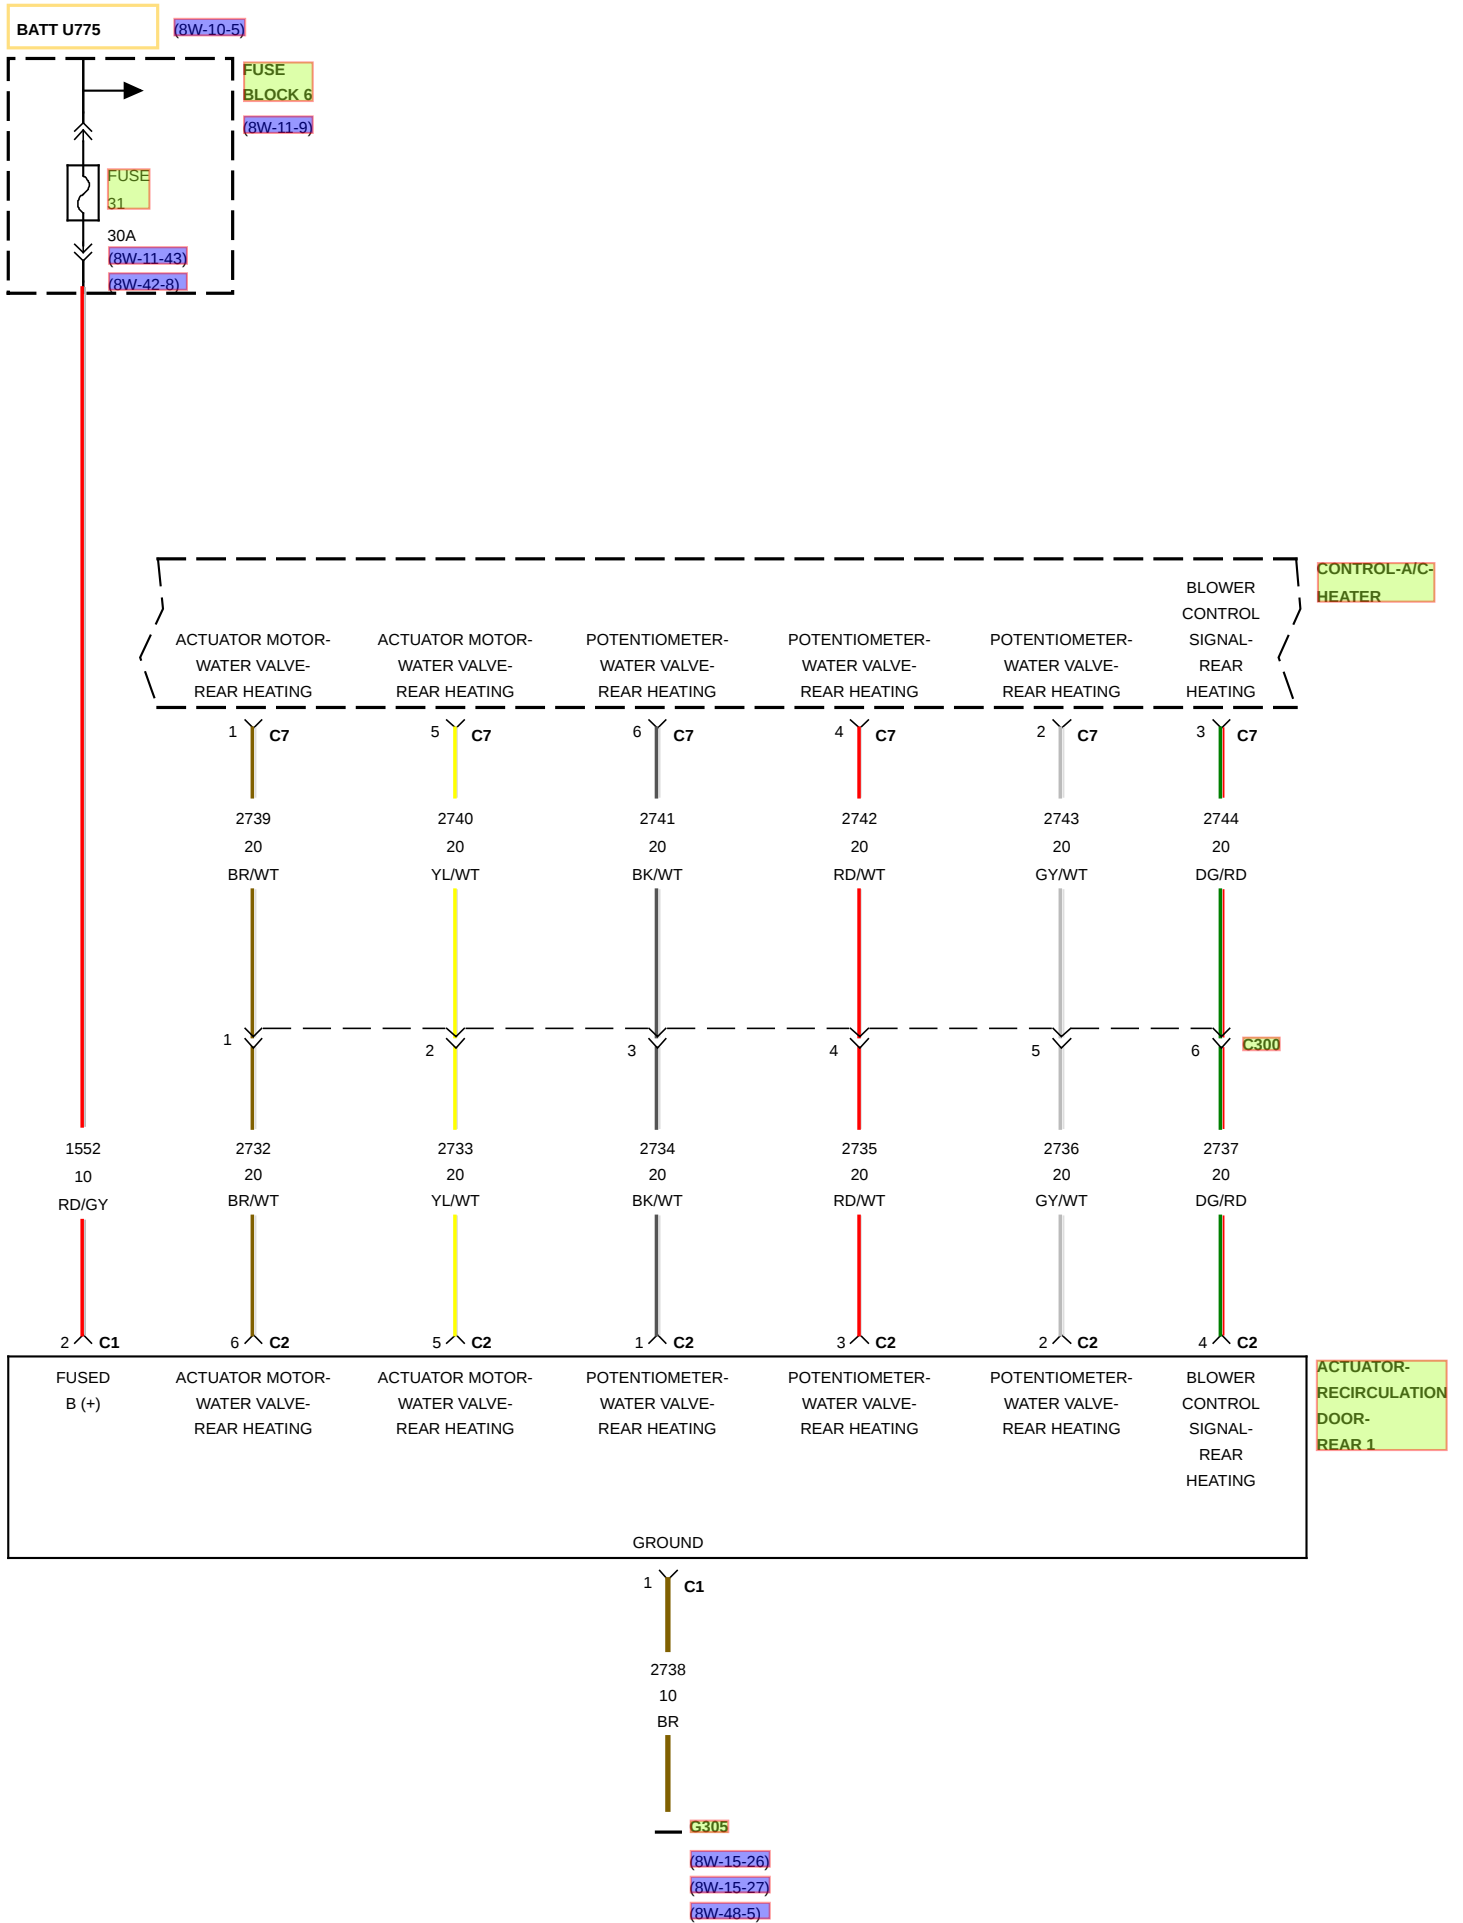 BATT U775
(8W-10-5)
FUSE
BLOCK 6
(8W-11-9)
FUSE
31
30A
(8W-11-43)
(8W-42-8)
CONTROL-A/C-
HEATER
ACTUATOR MOTOR-
WATER VALVE-
REAR HEATING
ACTUATOR MOTOR-
WATER VALVE-
REAR HEATING
POTENTIOMETER-
WATER VALVE-
REAR HEATING
POTENTIOMETER-
WATER VALVE-
REAR HEATING
POTENTIOMETER-
WATER VALVE-
REAR HEATING
BLOWER
CONTROL
SIGNAL-
REAR
HEATING
1 C7
5 C7
6 C7
4 C7
2 C7
3 C7
2739
20
BR/WT
2740
20
YL/WT
2741
20
BK/WT
2742
20
RD/WT
2743
20
GY/WT
2744
20
DG/RD
1
2
3
4
5
6
C300
1552
10
RD/GY
2732
20
BR/WT
2733
20
YL/WT
2734
20
BK/WT
2735
20
RD/WT
2736
20
GY/WT
2737
20
DG/RD
2 C1
6 C2
5 C2
1 C2
3 C2
2 C2
4 C2
FUSED
B (+)
ACTUATOR MOTOR-
WATER VALVE-
REAR HEATING
ACTUATOR MOTOR-
WATER VALVE-
REAR HEATING
POTENTIOMETER-
WATER VALVE-
REAR HEATING
POTENTIOMETER-
WATER VALVE-
REAR HEATING
POTENTIOMETER-
WATER VALVE-
REAR HEATING
BLOWER
CONTROL
SIGNAL-
REAR
HEATING
ACTUATOR-
RECIRCULATION
DOOR-
REAR 1
GROUND
1 C1
2738
10
BR
G305
(8W-15-26)
(8W-15-27)
(8W-48-5)